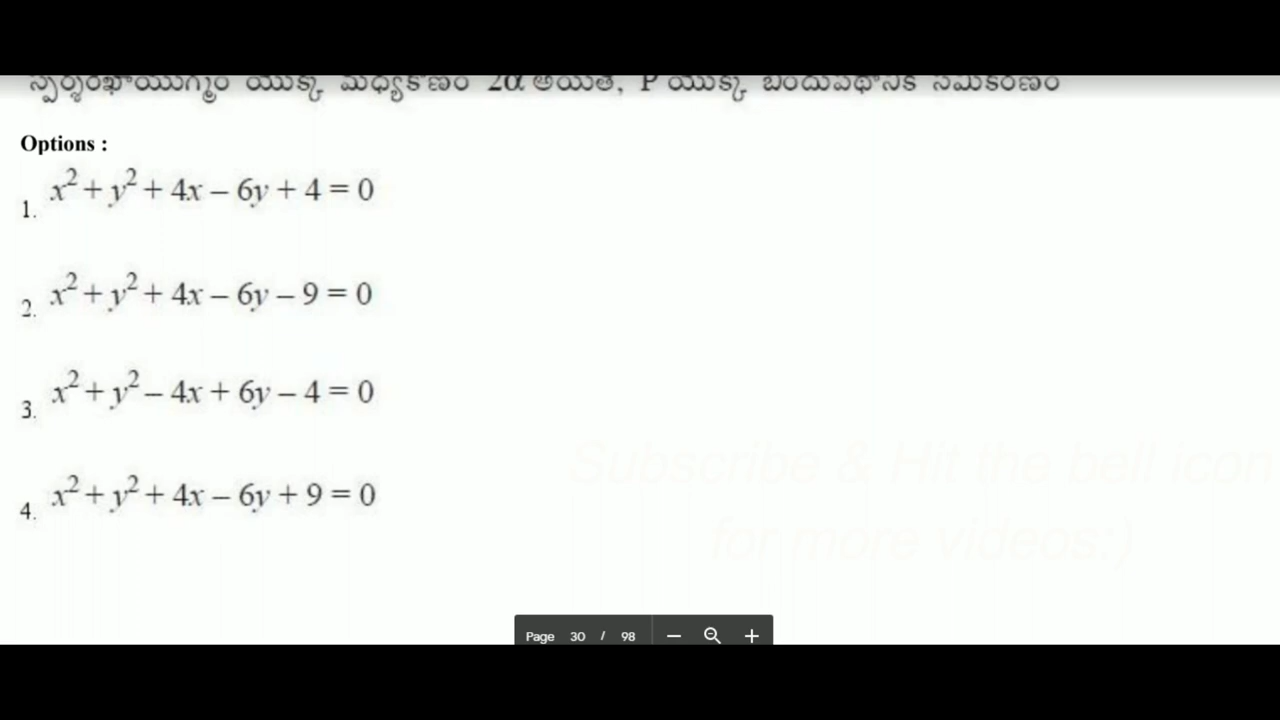 స్పర్శరేఖాయుగ్మం యొక్క మధ్యకోణం 2α అయితే, P యొక్క బిందుపథానికి సమీకరణం
Options :
1. x² + y² + 4x – 6y + 4 = 0
2. x² + y² + 4x – 6y – 9 = 0
3. x² + y² – 4x + 6y – 4 = 0
4. x² + y² + 4x – 6y + 9 = 0
Subscribe & Hit the bell icon
for more videos:)
Page 30 / 98